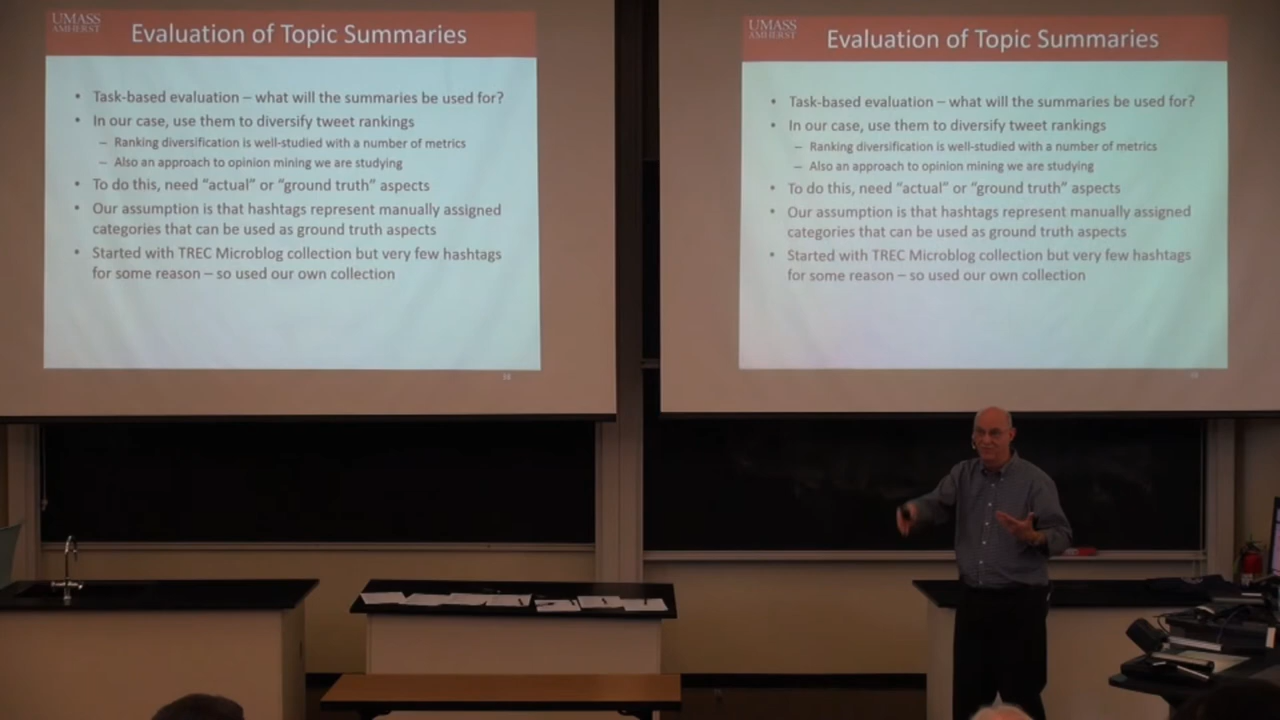 UMASS
AMHERST
Evaluation of Topic Summaries
• Task-based evaluation – what will the summaries be used for?
• In our case, use them to diversify tweet rankings
– Ranking diversification is well-studied with a number of metrics
– Also an approach to opinion mining we are studying
• To do this, need “actual” or “ground truth” aspects
• Our assumption is that hashtags represent manually assigned
categories that can be used as ground truth aspects
• Started with TREC Microblog collection but very few hashtags
for some reason – so used our own collection
UMASS
AMHERST
Evaluation of Topic Summaries
• Task-based evaluation – what will the summaries be used for?
• In our case, use them to diversify tweet rankings
– Ranking diversification is well-studied with a number of metrics
– Also an approach to opinion mining we are studying
• To do this, need “actual” or “ground truth” aspects
• Our assumption is that hashtags represent manually assigned
categories that can be used as ground truth aspects
• Started with TREC Microblog collection but very few hashtags
for some reason – so used our own collection